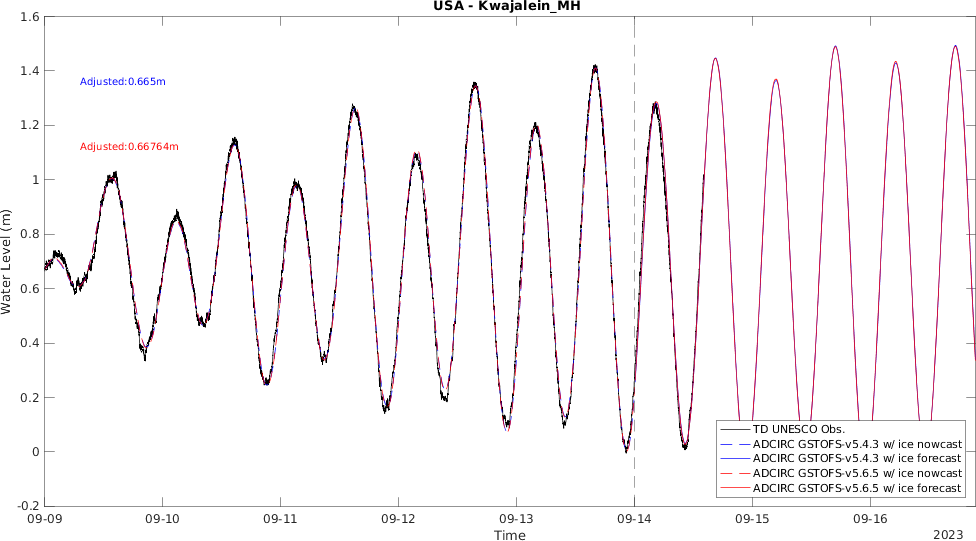 USA - Kwajalein_MH
1.6
1.4
1.2
1
0.8
0.6
0.4
0.2
0
-0.2
Water Level (m)
Adjusted:0.665m
Adjusted:0.66764m
TD UNESCO Obs.
ADCIRC GSTOFS-v5.4.3 w/ ice nowcast
ADCIRC GSTOFS-v5.4.3 w/ ice forecast
ADCIRC GSTOFS-v5.6.5 w/ ice nowcast
ADCIRC GSTOFS-v5.6.5 w/ ice forecast
09-09 09-10 09-11 09-12 09-13 09-14 09-15 09-16
Time
2023